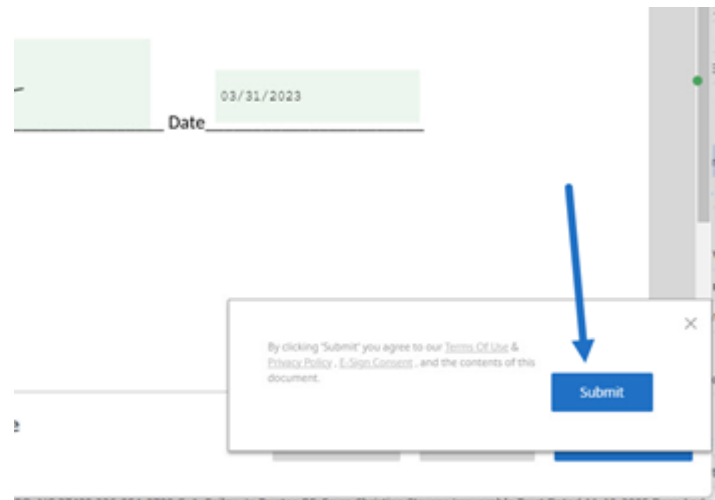 03/31/2023
Date
By clicking 'Submit' you agree to our Terms Of Use &
Privacy Policy , E-Sign Consent , and the contents of this
document.
Submit